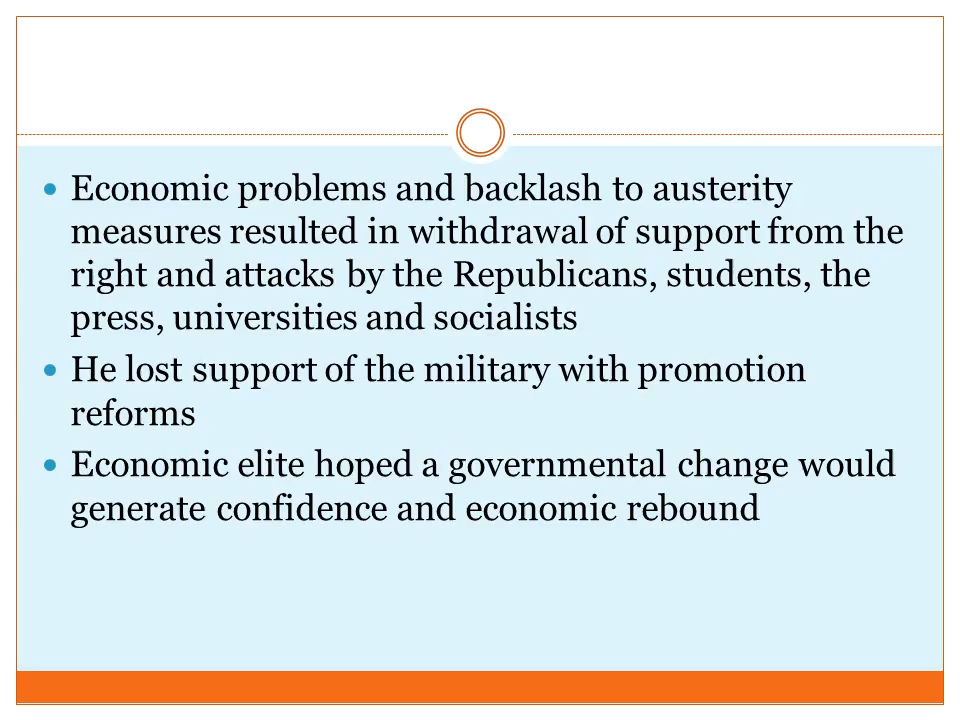 Economic problems and backlash to austerity
measures resulted in withdrawal of support from the
right and attacks by the Republicans, students, the
press, universities and socialists
He lost support of the military with promotion
reforms
Economic elite hoped a governmental change would
generate confidence and economic rebound